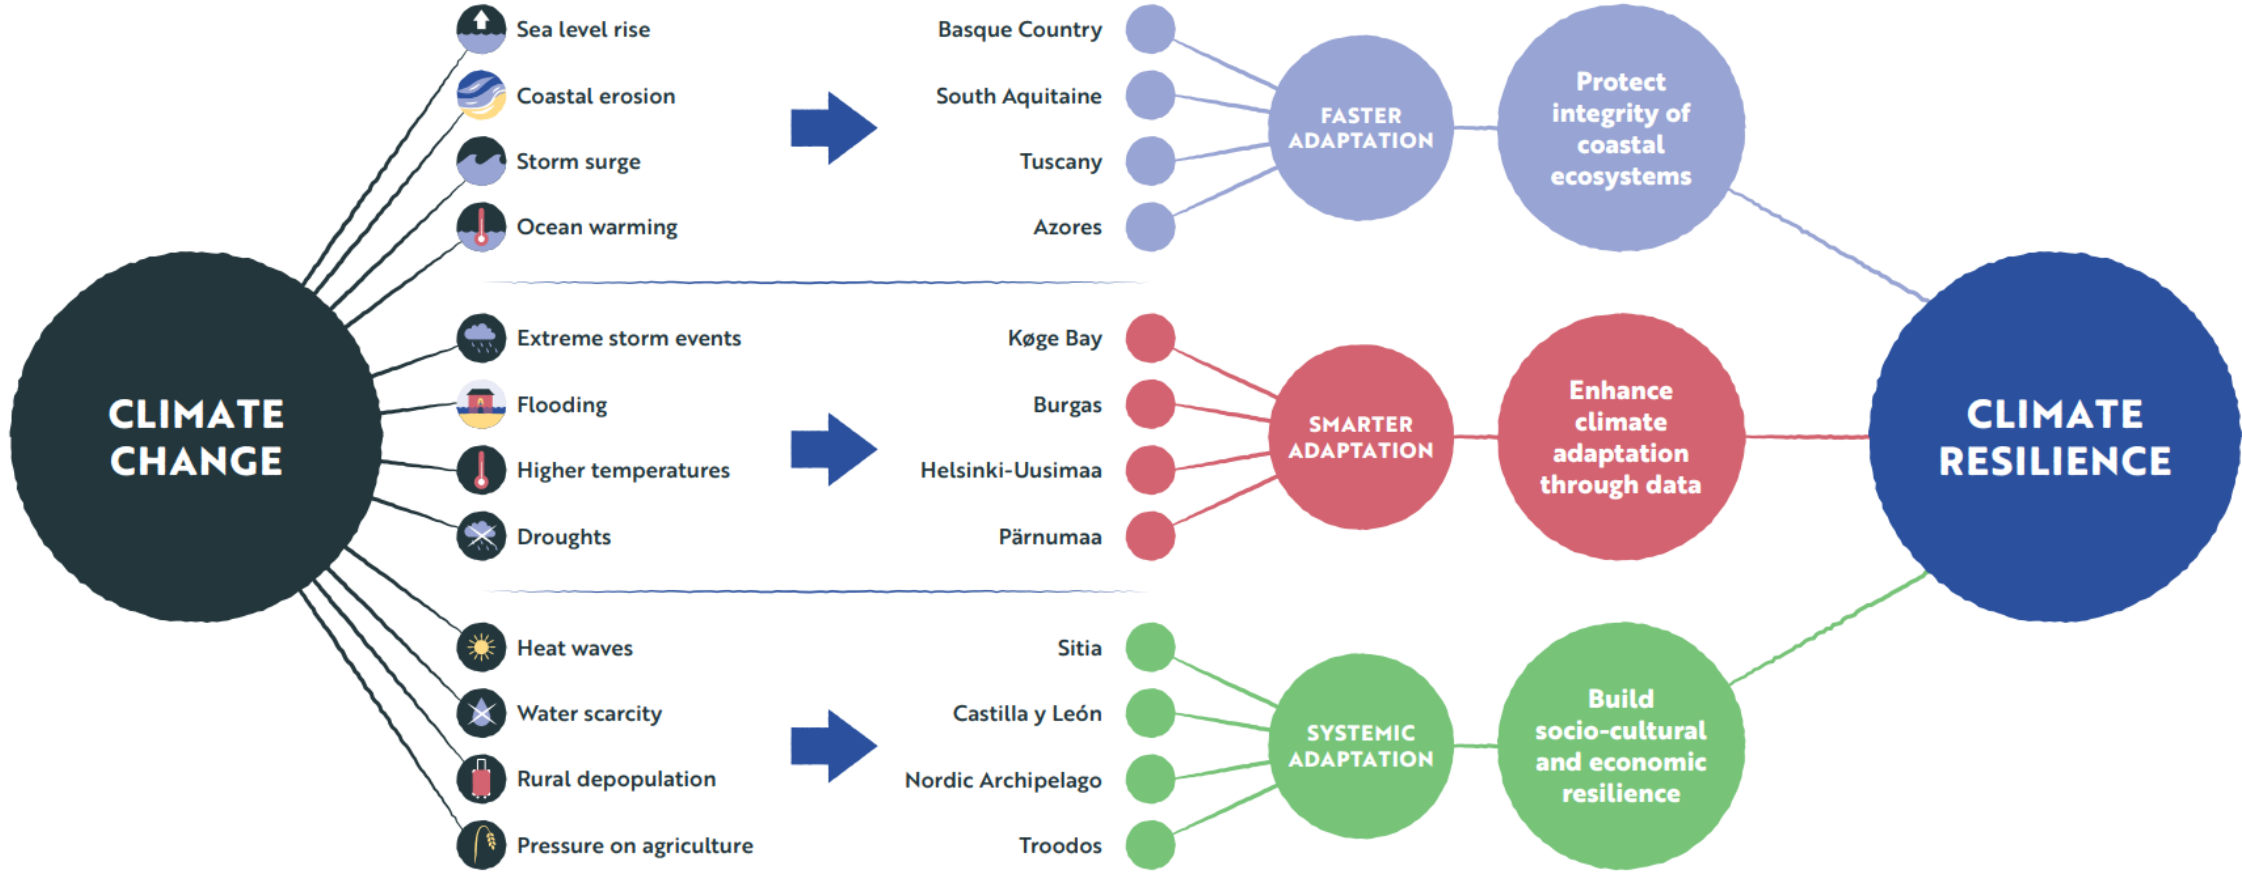 CLIMATE
CHANGE
Sea level rise
Coastal erosion
Storm surge
Ocean warming
Extreme storm events
Flooding
Higher temperatures
Droughts
Heat waves
Water scarcity
Rural depopulation
Pressure on agriculture
Basque Country
South Aquitaine
Tuscany
Azores
Køge Bay
Burgas
Helsinki-Uusimaa
Pärnumaa
Sitia
Castilla y León
Nordic Archipelago
Troodos
FASTER
ADAPTATION
SMARTER
ADAPTATION
SYSTEMIC
ADAPTATION
Protect
integrity of
coastal
ecosystems
Enhance
climate
adaptation
through data
Build
socio-cultural
and economic
resilience
CLIMATE
RESILIENCE